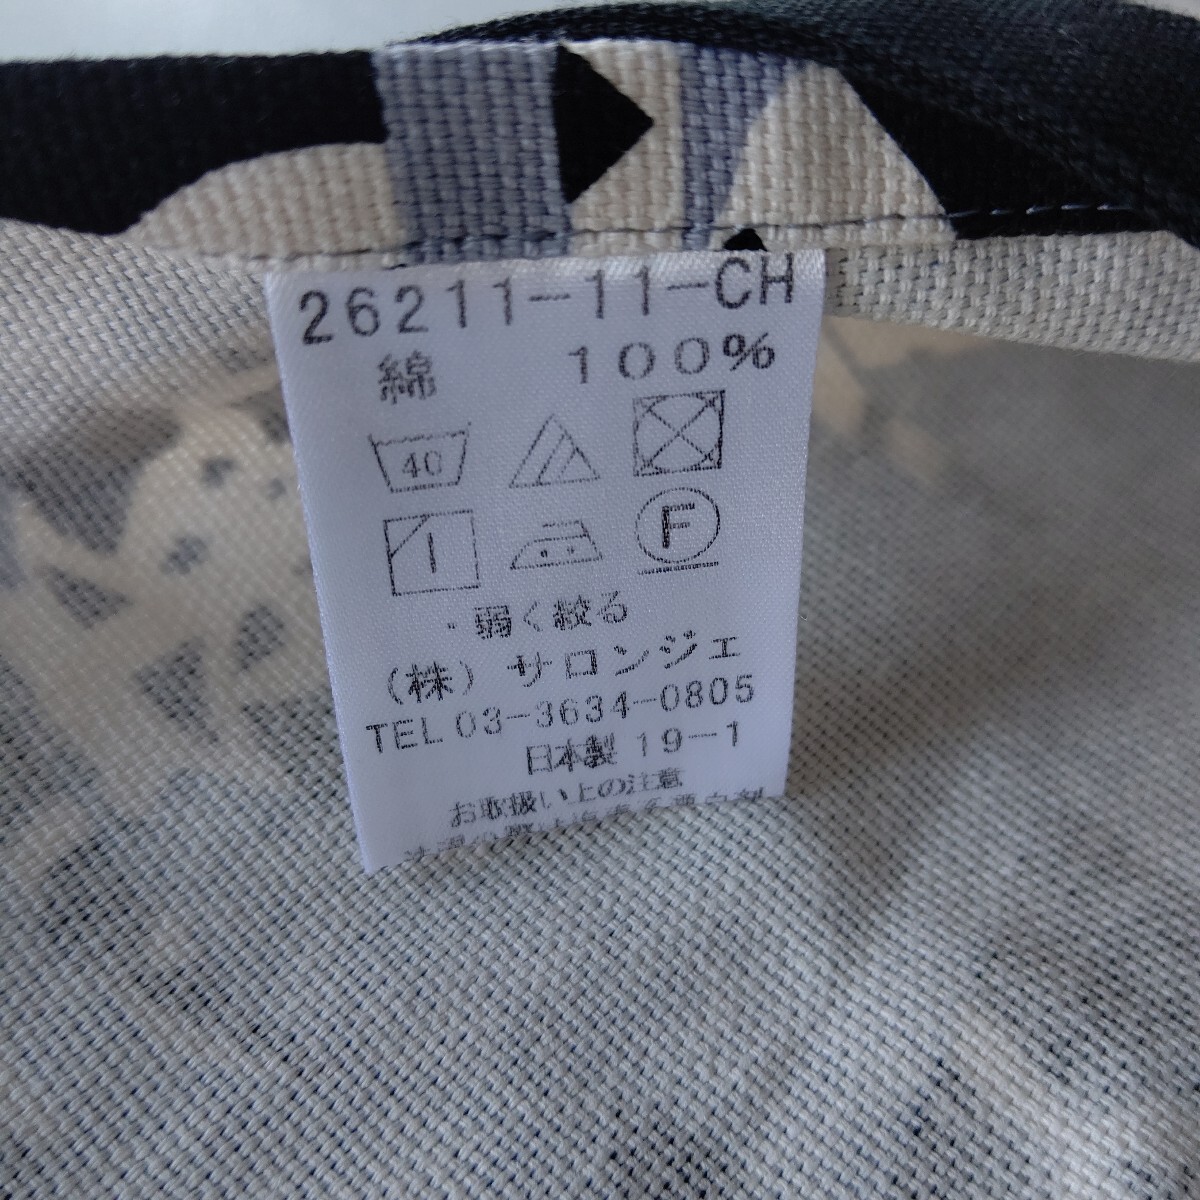 26211-11-CH
綿 100%
40
F
・弱く絞る
（株）サロンジェ
TEL 03-3634-0805
日本製 19-1
お取扱い上の注意